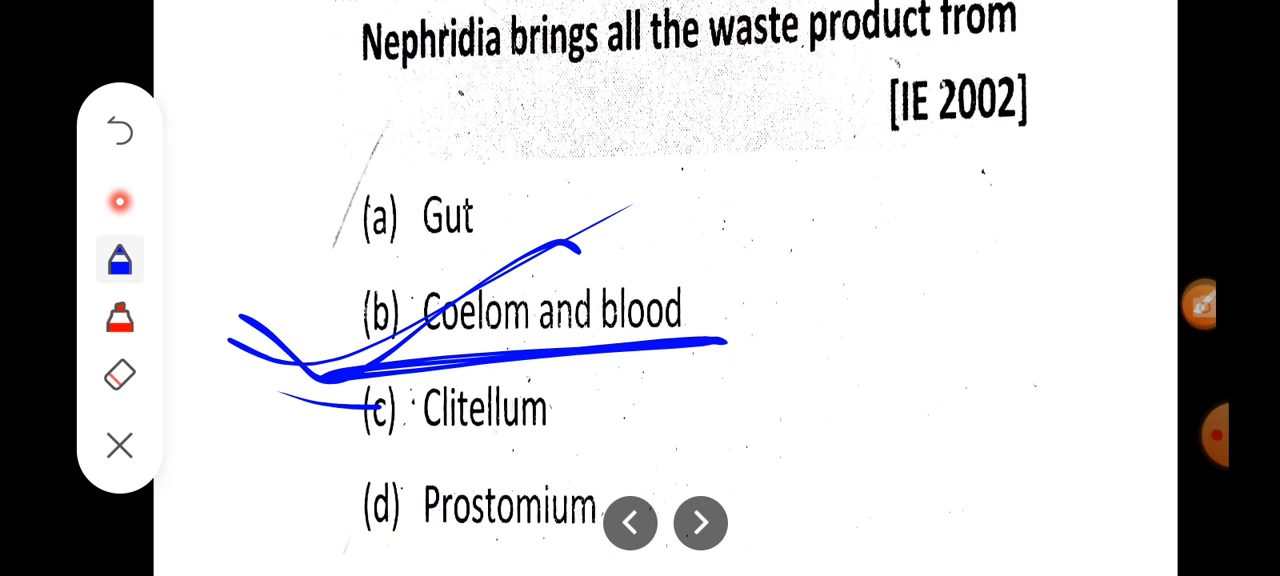 Nephridia brings all the waste product from
[IE 2002]
(a) Gut
(b) Coelom and blood
(c) Clitellum
(d) Prostomium